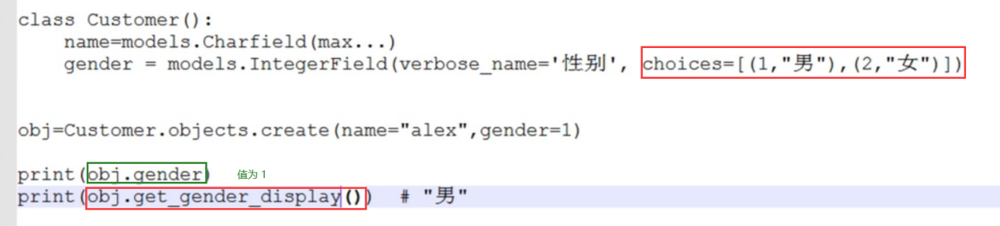 class Customer():
    name=models.Charfield(max...)
    gender = models.IntegerField(verbose_name='性别', choices=[(1,"男"),(2,"女")])
obj=Customer.objects.create(name="alex",gender=1)
print(obj.gender) 值为 1
print(obj.get_gender_display()) # "男"